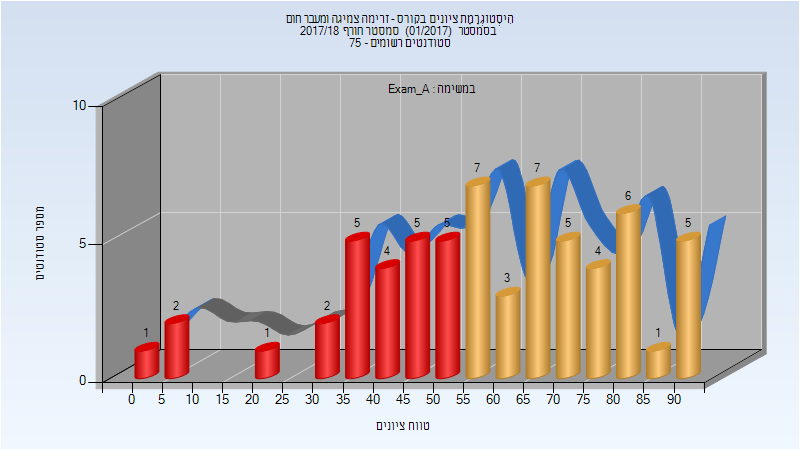 היסטוגרמת ציונים בקורס - זרימה צמיגה ומעבר חום
בסמסטר (01/2017) סמסטר חורף 2017/18
סטודנטים רשומים - 75
במשימה : Exam_A
מספר סטודנטים
10
5
0
1 2 1 2 5 4 5 5 7 3 7 5 4 6 1 5
0 5 10 15 20 25 30 35 40 45 50 55 60 65 70 75 80 85 90
טווח ציונים